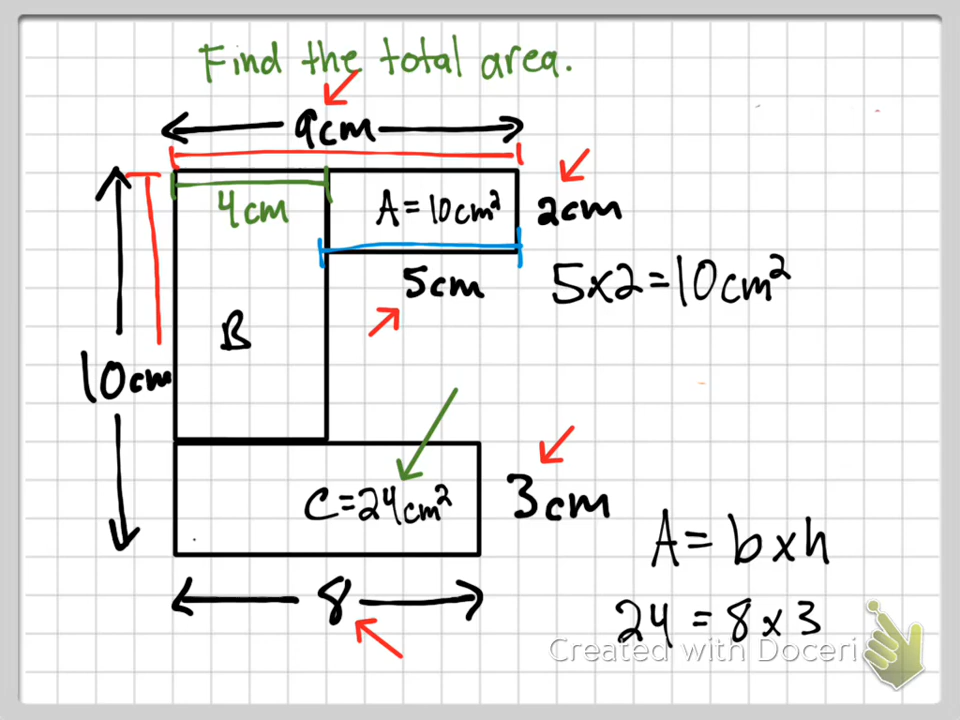 Find the total area.
9cm
4cm
A=10cm²
2cm
5cm
5x2=10cm²
B
10cm
C=24cm²
3cm
A= bxh
8
24 = 8x3
Created with Doceri